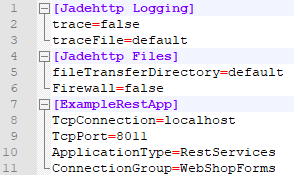 1 [Jadehttp Logging]
2 trace=false
3 traceFile=default
4 [Jadehttp Files]
5 fileTransferDirectory=default
6 Firewall=false
7 [ExampleRestApp]
8 TcpConnection=localhost
9 TcpPort=8011
10 ApplicationType=RestServices
11 ConnectionGroup=WebShopForms